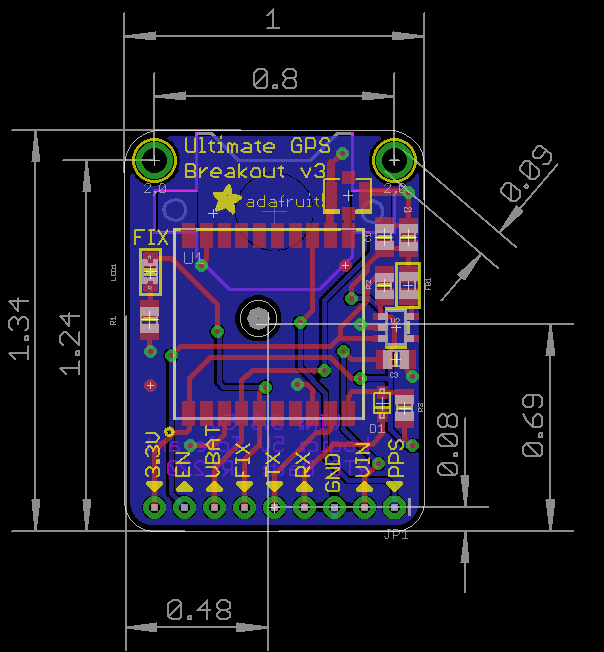 1
0.8
0.09
Ultimate GPS
Breakout v3
2,0
2,0
adafruit
FIX
U1
LED1
R1
C1
R2
FB1
C3
R3
D1
1.34
1.24
0.69
0.08
3.3V
EN
VBAT
FIX
TX
RX
GND
VIN
PPS
JP1
0.48